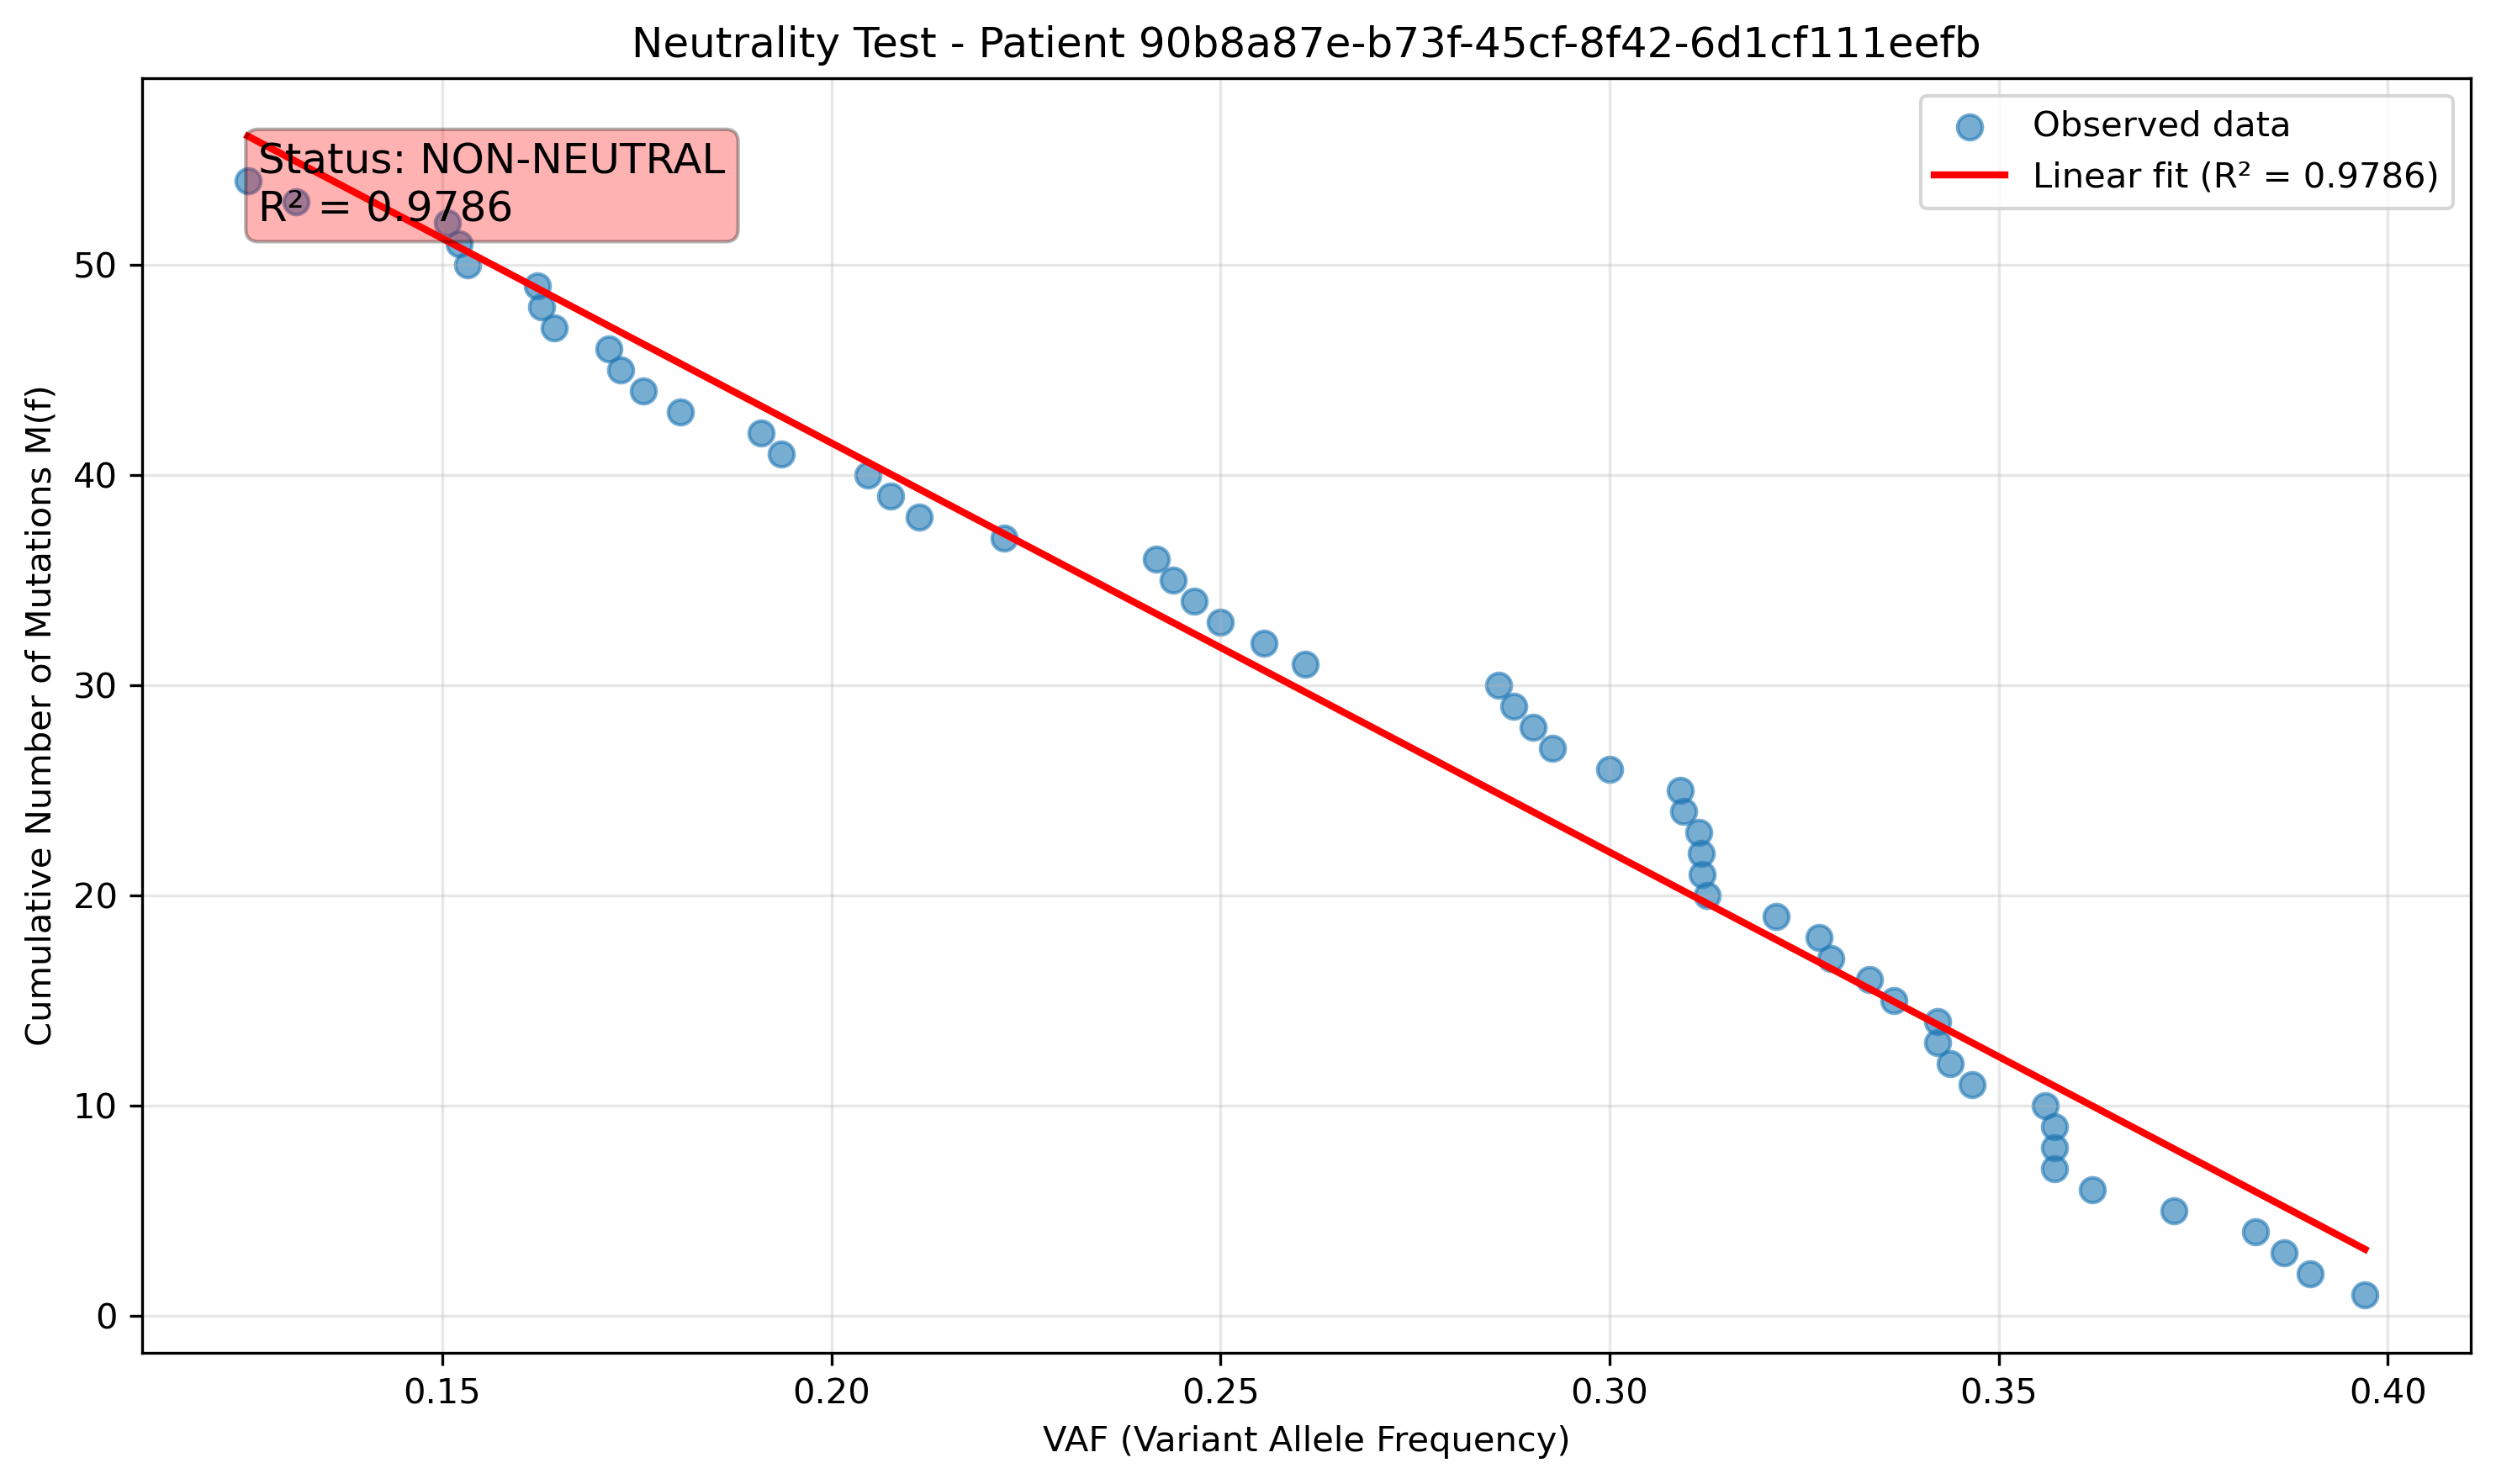 Neutrality Test - Patient 90b8a87e-b73f-45cf-8f42-6d1cf111eefb
Status: NON-NEUTRAL
R² = 0.9786
Observed data
Linear fit (R² = 0.9786)
Cumulative Number of Mutations M(f)
50
40
30
20
10
0
0.15 0.20 0.25 0.30 0.35 0.40
VAF (Variant Allele Frequency)